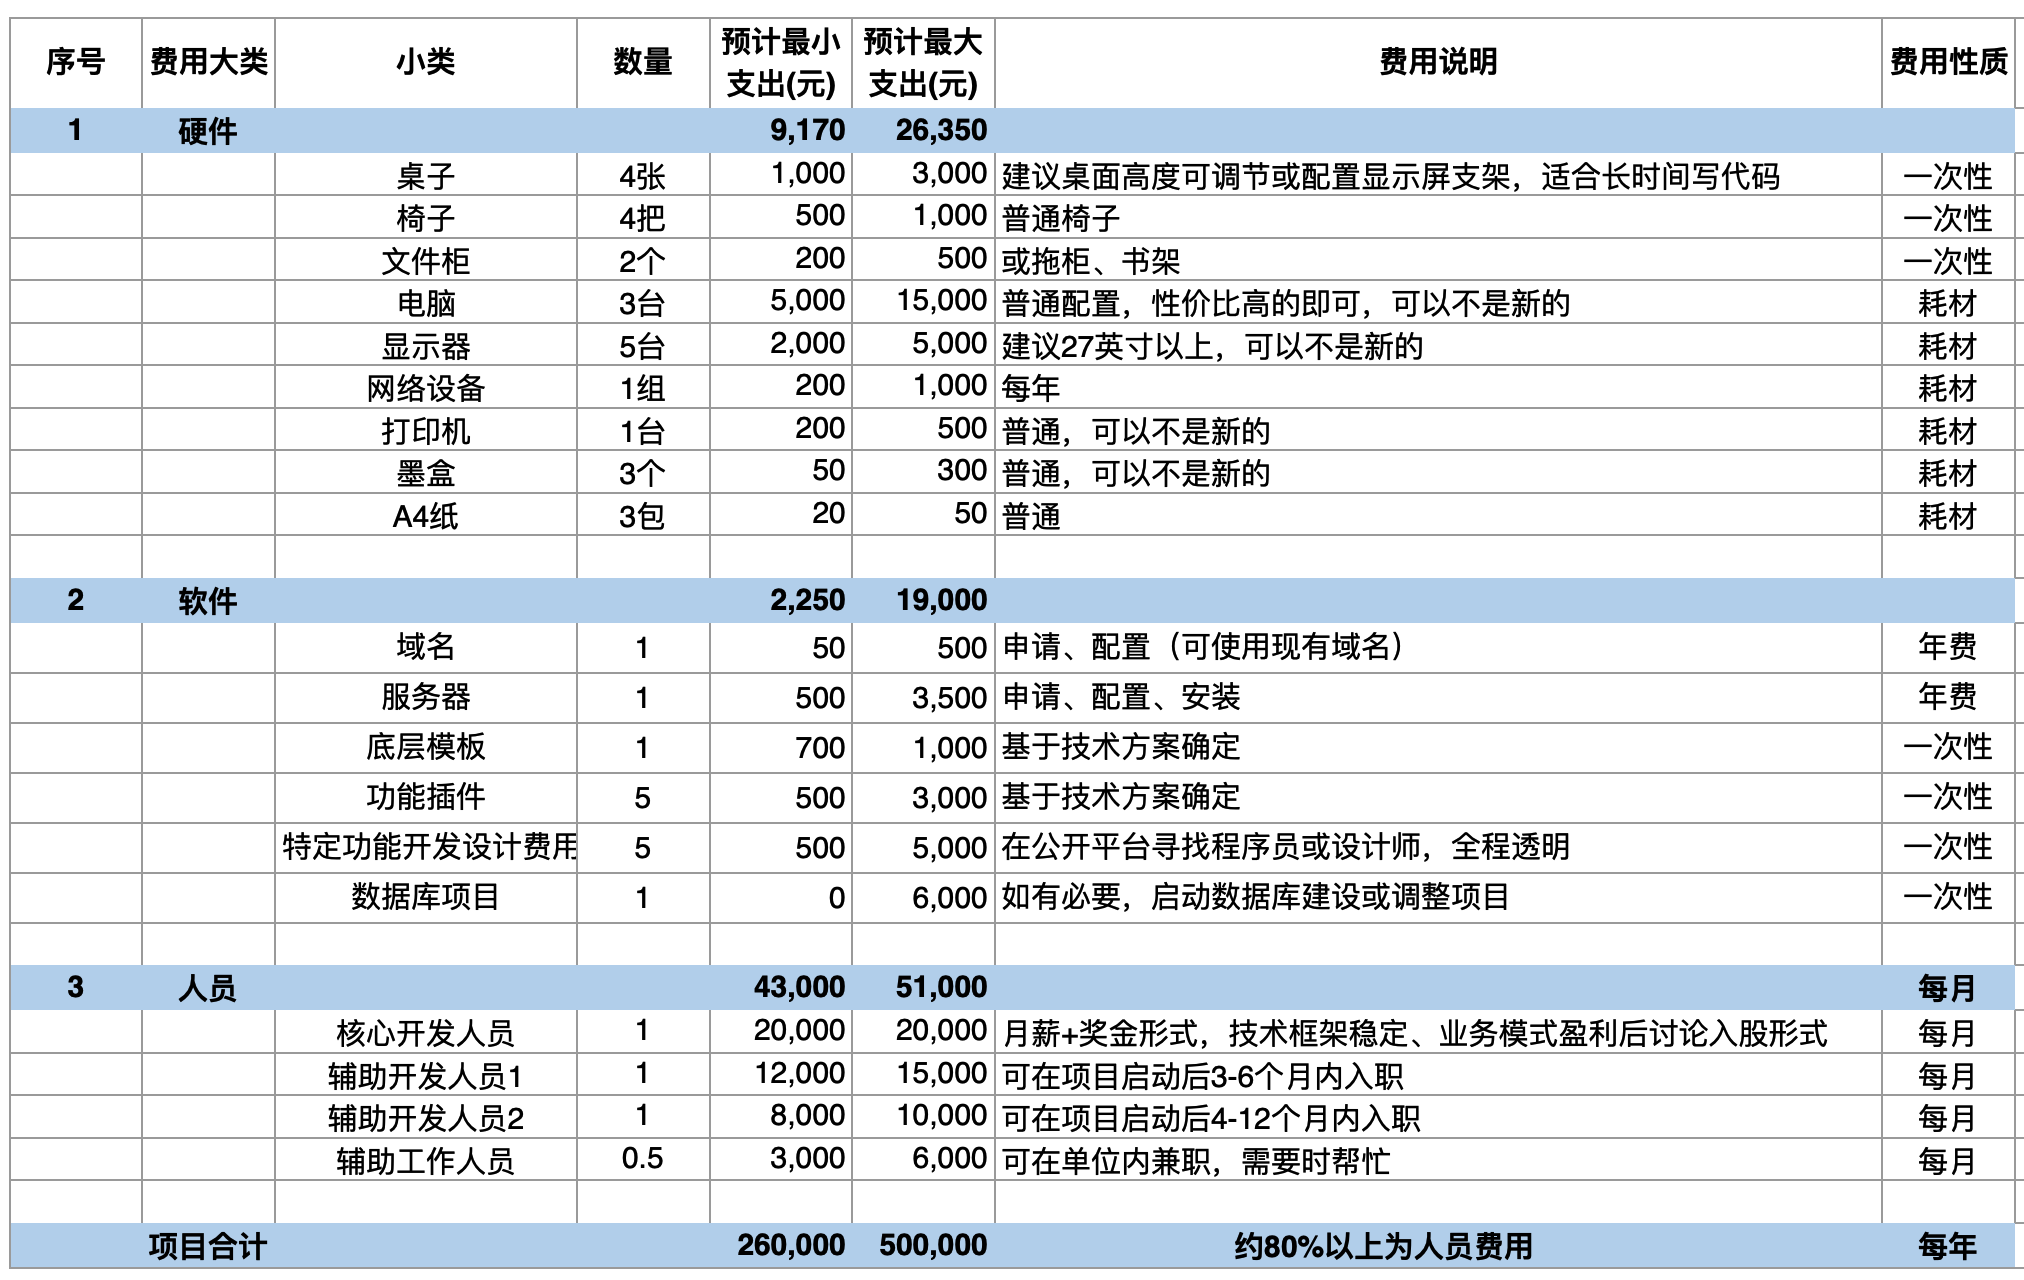 序号 费用大类 小类 数量 预计最小支出(元) 预计最大支出(元) 费用说明 费用性质
1 硬件 9,170 26,350
桌子 4张 1,000 3,000 建议桌面高度可调节或配置显示屏支架，适合长时间写代码 一次性
椅子 4把 500 1,000 普通椅子 一次性
文件柜 2个 200 500 或拖柜、书架 一次性
电脑 3台 5,000 15,000 普通配置，性价比高的即可，可以不是新的 耗材
显示器 5台 2,000 5,000 建议27英寸以上，可以不是新的 耗材
网络设备 1组 200 1,000 每年 耗材
打印机 1台 200 500 普通，可以不是新的 耗材
墨盒 3个 50 300 普通，可以不是新的 耗材
A4纸 3包 20 50 普通 耗材
2 软件 2,250 19,000
域名 1 50 500 申请、配置（可使用现有域名） 年费
服务器 1 500 3,500 申请、配置、安装 年费
底层模板 1 700 1,000 基于技术方案确定 一次性
功能插件 5 500 3,000 基于技术方案确定 一次性
特定功能开发设计费用 5 500 5,000 在公开平台寻找程序员或设计师，全程透明 一次性
数据库项目 1 0 6,000 如有必要，启动数据库建设或调整项目 一次性
3 人员 43,000 51,000 每月
核心开发人员 1 20,000 20,000 月薪+奖金形式，技术框架稳定、业务模式盈利后讨论入股形式 每月
辅助开发人员1 1 12,000 15,000 可在项目启动后3-6个月内入职 每月
辅助开发人员2 1 8,000 10,000 可在项目启动后4-12个月内入职 每月
辅助工作人员 0.5 3,000 6,000 可在单位内兼职，需要时帮忙 每月
项目合计 260,000 500,000 约80%以上为人员费用 每年